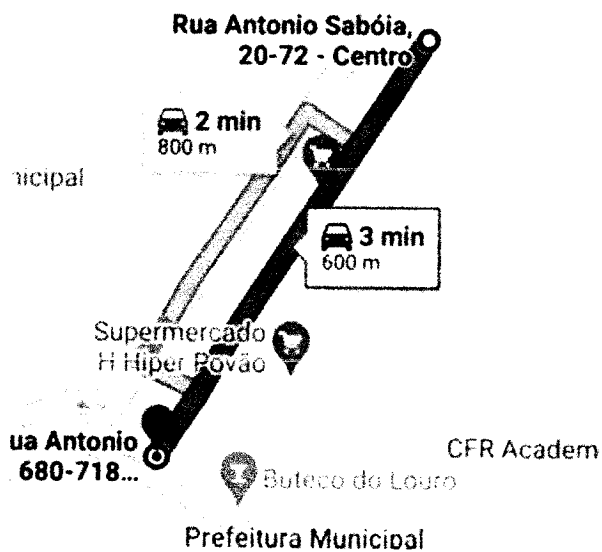 Rua Antonio Sabóia,
20-72 - Centro
2 min
800 m
nicipal
3 min
600 m
Supermercado
H Hiper Povão
ua Antonio
680-718...
CFR Academ
Buteco do Louro
Prefeitura Municipal